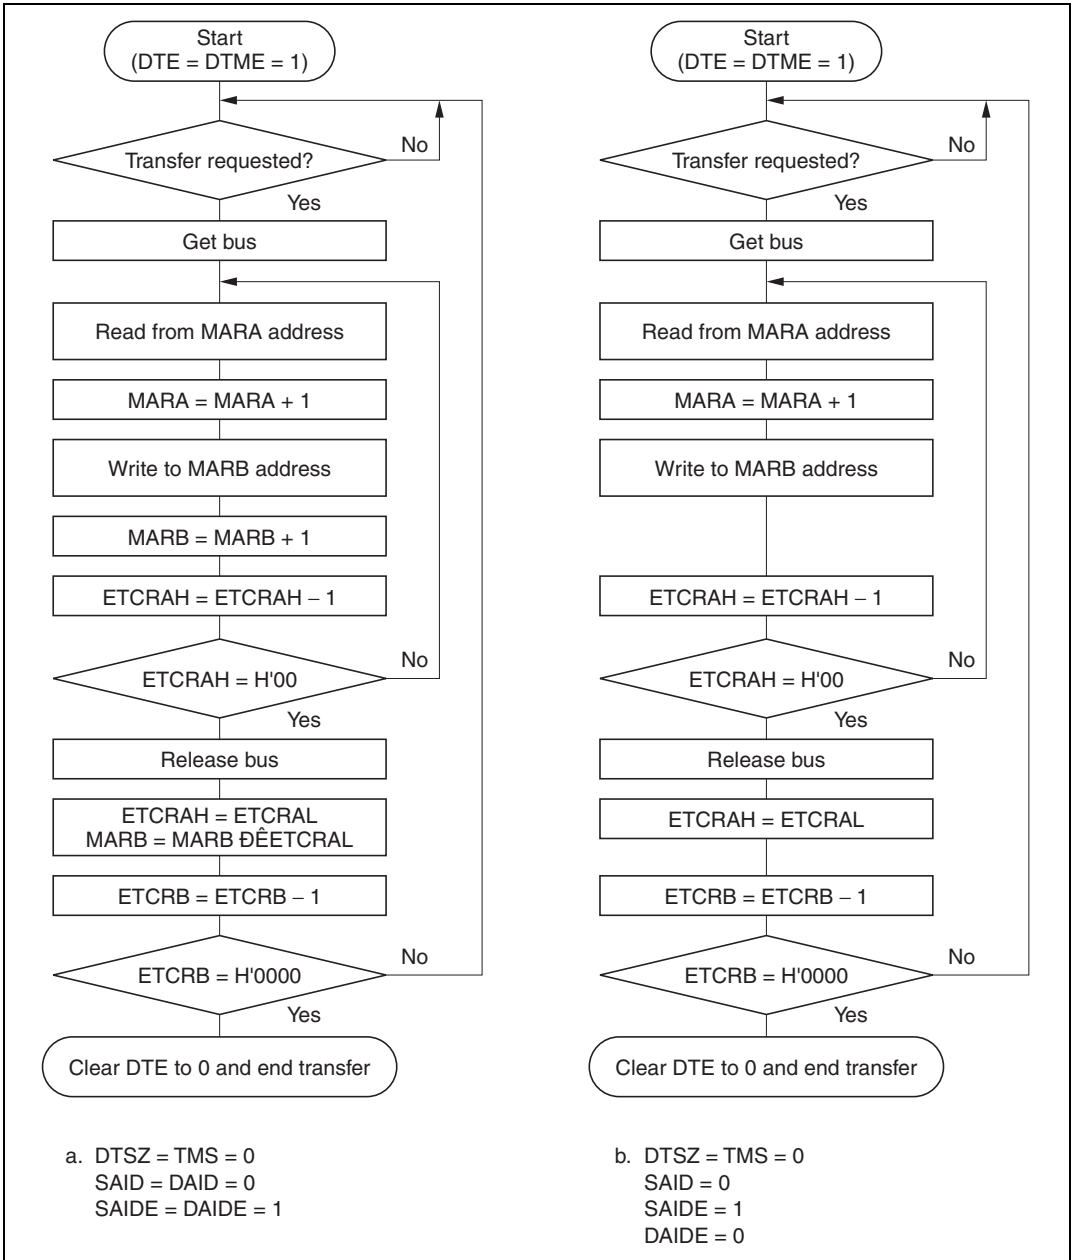 Start
(DTE = DTME = 1)
Transfer requested?
No
Yes
Get bus
Read from MARA address
MARA = MARA + 1
Write to MARB address
MARB = MARB + 1
ETCRAH = ETCRAH – 1
ETCRAH = H'00
No
Yes
Release bus
ETCRAH = ETCRAL
MARB = MARB ÐÊETCRAL
ETCRB = ETCRB – 1
ETCRB = H'0000
No
Yes
Clear DTE to 0 and end transfer
a. DTSZ = TMS = 0
SAID = DAID = 0
SAIDE = DAIDE = 1
Start
(DTE = DTME = 1)
Transfer requested?
No
Yes
Get bus
Read from MARA address
MARA = MARA + 1
Write to MARB address
ETCRAH = ETCRAH – 1
ETCRAH = H'00
No
Yes
Release bus
ETCRAH = ETCRAL
ETCRB = ETCRB – 1
ETCRB = H'0000
No
Yes
Clear DTE to 0 and end transfer
b. DTSZ = TMS = 0
SAID = 0
SAIDE = 1
DAIDE = 0